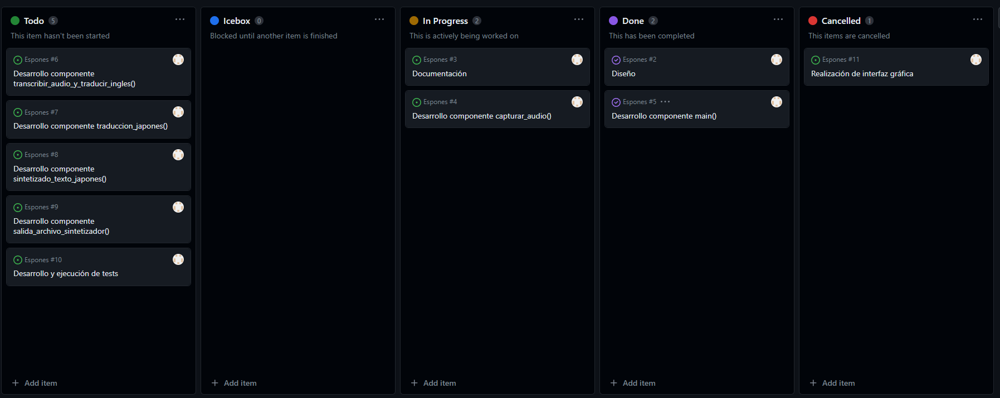 Todo 5
This item hasn't been started
Espones #6
Desarrollo componente
transcribir_audio_y_traducir_ingles()
Espones #7
Desarrollo componente traduccion_japones()
Espones #8
Desarrollo componente
sintetizado_texto_japones()
Espones #9
Desarrollo componente
salida_archivo_sintetizador()
Espones #10
Desarrollo y ejecución de tests
+ Add item
Icebox 0
Blocked until another item is finished
+ Add item
In Progress 2
This is actively being worked on
Espones #3
Documentación
Espones #4
Desarrollo componente capturar_audio()
+ Add item
Done 2
This has been completed
Espones #2
Diseño
Espones #5
Desarrollo componente main()
+ Add item
Cancelled 1
This items are cancelled
Espones #11
Realización de interfaz gráfica
+ Add item